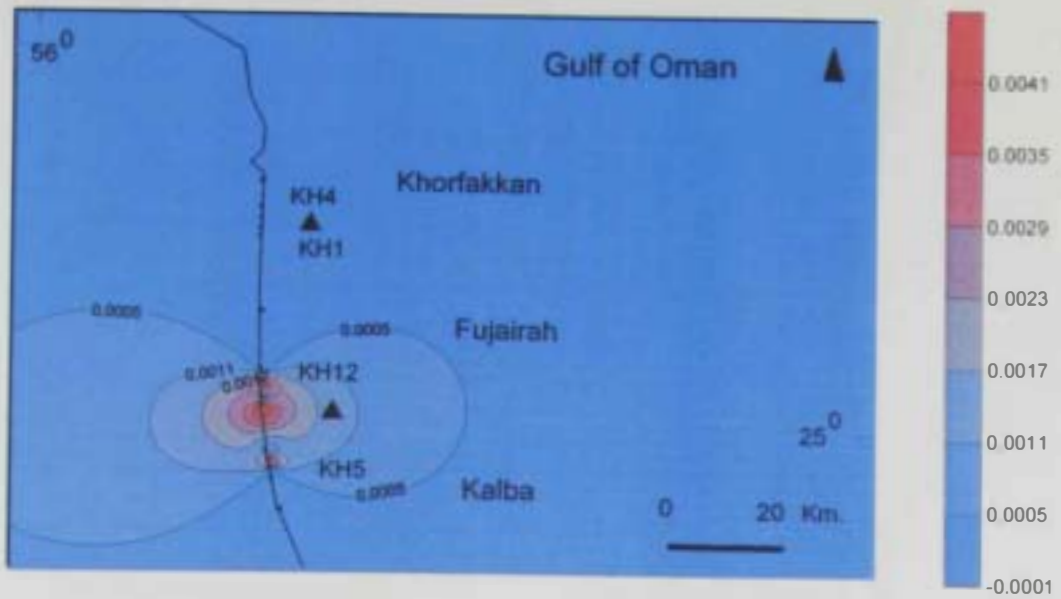 56⁰
Gulf of Oman
Khorfakkan
KH4
KH1
0.0005
0.0005
Fujairah
0.0011
KH12
25⁰
KH5
0.0005
Kalba
0 20 Km.
0.0041
0.0035
0.0029
0 0023
0.0017
0.0011
0 0005
-0.0001